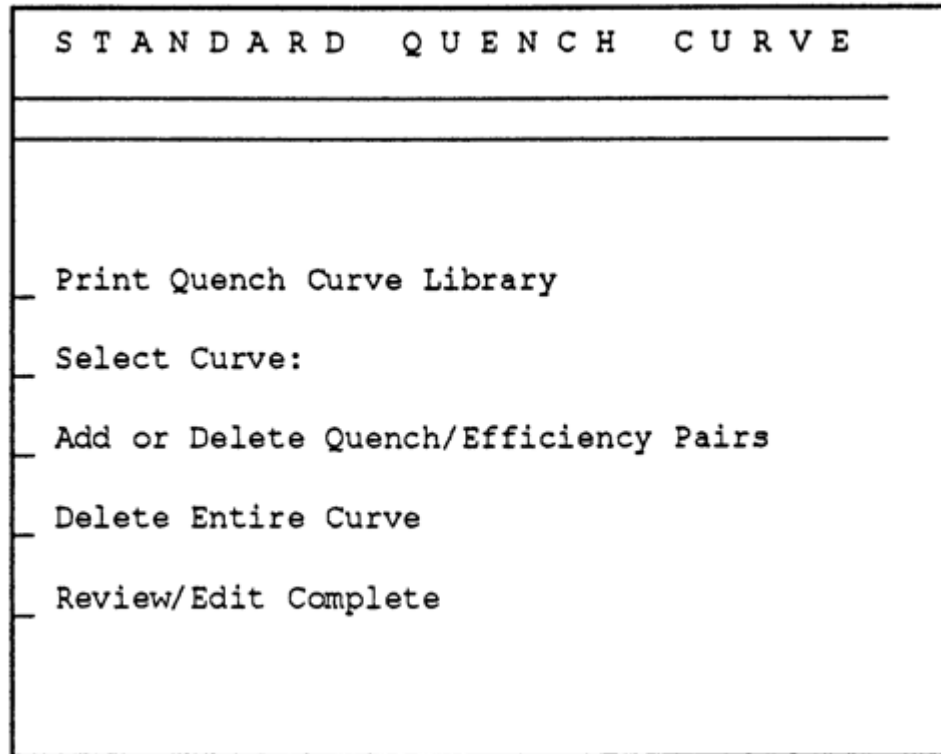 S T A N D A R D   Q U E N C H   C U R V E
Print Quench Curve Library
Select Curve:
Add or Delete Quench/Efficiency Pairs
Delete Entire Curve
Review/Edit Complete